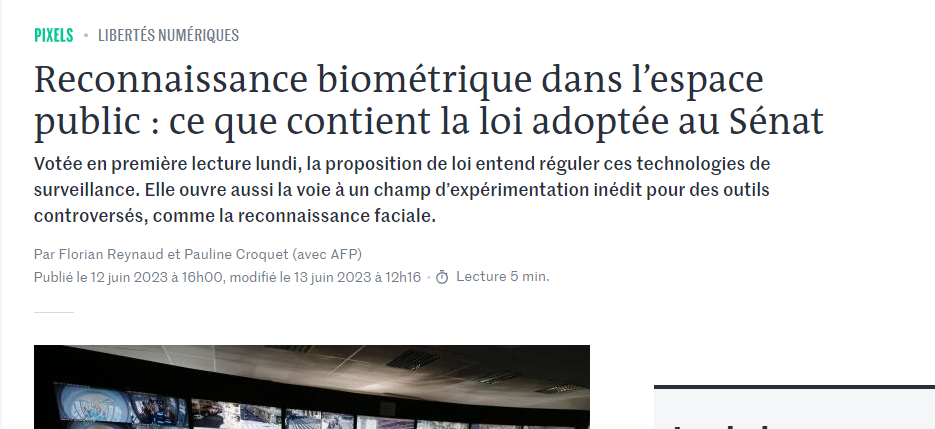 PIXELS • LIBERTÉS NUMÉRIQUES
Reconnaissance biométrique dans l’espace
public : ce que contient la loi adoptée au Sénat
Votée en première lecture lundi, la proposition de loi entend réguler ces technologies de
surveillance. Elle ouvre aussi la voie à un champ d’expérimentation inédit pour des outils
controversés, comme la reconnaissance faciale.
Par Florian Reynaud et Pauline Croquet (avec AFP)
Publié le 12 juin 2023 à 16h00, modifié le 13 juin 2023 à 12h16 • Lecture 5 min.